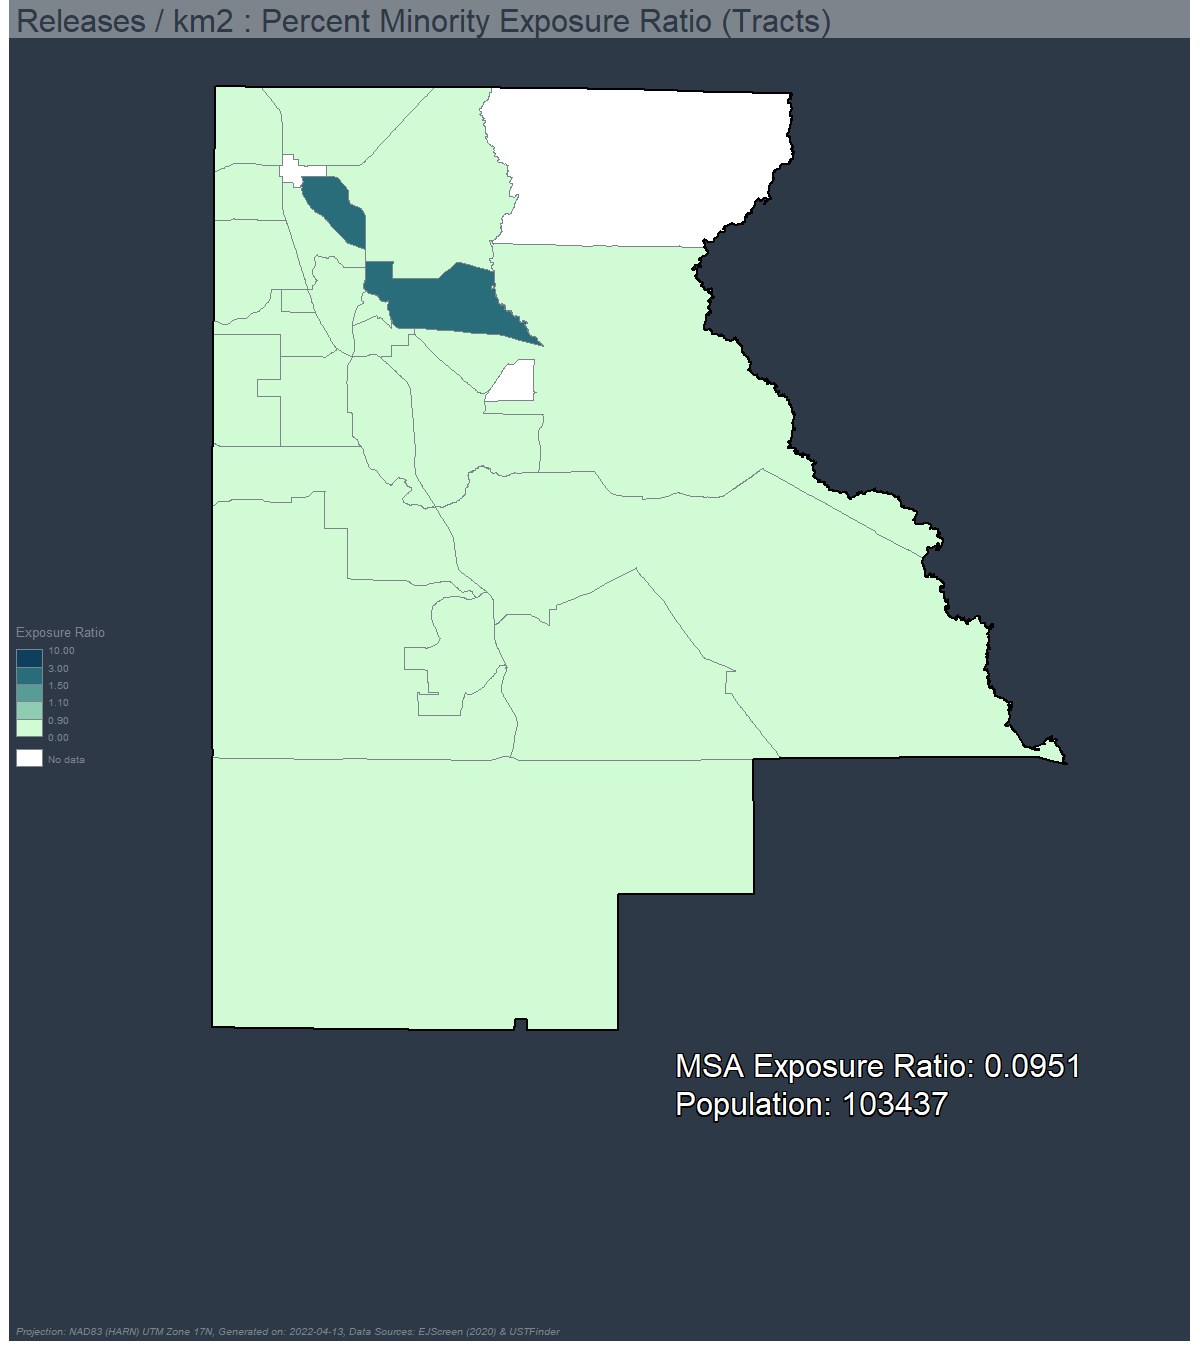 Releases / km2 : Percent Minority Exposure Ratio (Tracts)
Exposure Ratio
10.00
3.00
1.50
1.10
0.90
0.00
No data
MSA Exposure Ratio: 0.0951
Population: 103437
Projection: NAD83 (HARN) UTM Zone 17N, Generated on: 2022-04-13, Data Sources: EJScreen (2020) & USTFinder